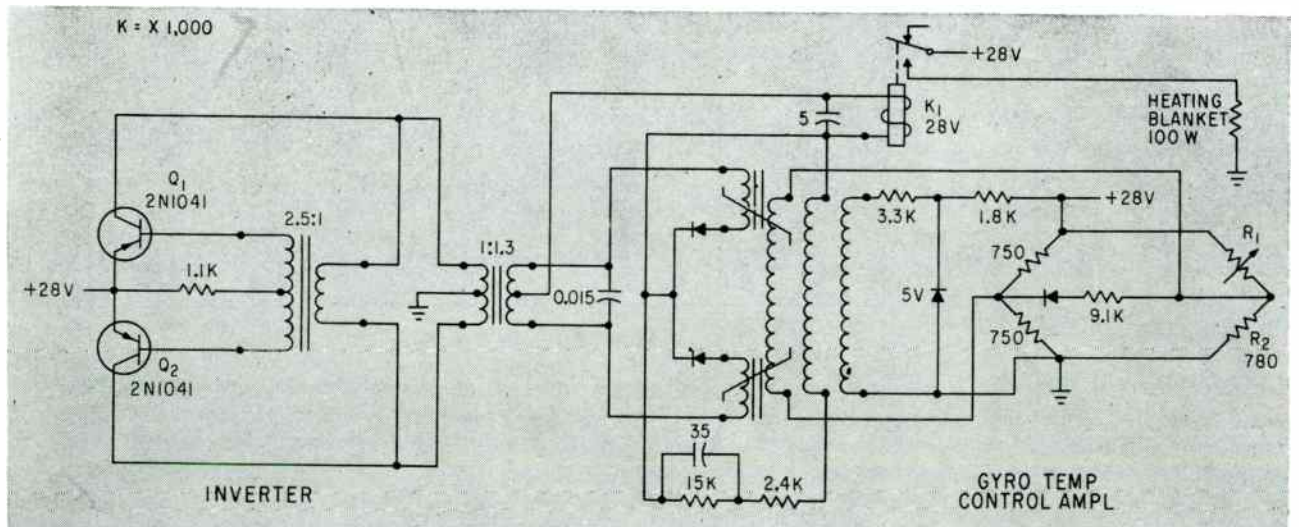 K = X 1,000
+28V
K1
28V
HEATING
BLANKET
100 W
5
Q1
2N1041
2.5:1
1.1K
+28V
Q2
2N1041
1:1.3
0.015
3.3K
1.8K
+28V
750
R1
5V
9.1K
750
R2
780
35
15K
2.4K
INVERTER
GYRO TEMP
CONTROL AMPL